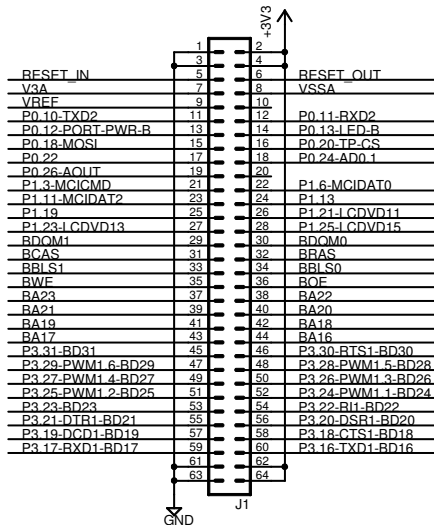 +3V3
1 2
3 4
RESET_IN 5 6 RESET_OUT
V3A 7 8 VSSA
VREF 9 10
P0.10-TXD2 11 12 P0.11-RXD2
P0.12-PORT-PWR-B 13 14 P0.13-LED-B
P0.18-MOSI 15 16 P0.20-TP-CS
P0.22 17 18 P0.24-AD0.1
P0.26-AOUT 19 20
P1.3-MCICMD 21 22 P1.6-MCIDAT0
P1.11-MCIDAT2 23 24 P1.13
P1.19 25 26 P1.21-LCDVD11
P1.23-LCDVD13 27 28 P1.25-LCDVD15
BDQM1 29 30 BDQM0
BCAS 31 32 BRAS
BBLS1 33 34 BBLS0
BWE 35 36 BOE
BA23 37 38 BA22
BA21 39 40 BA20
BA19 41 42 BA18
BA17 43 44 BA16
P3.31-BD31 45 46 P3.30-RTS1-BD30
P3.29-PWM1.6-BD29 47 48 P3.28-PWM1.5-BD28
P3.27-PWM1.4-BD27 49 50 P3.26-PWM1.3-BD26
P3.25-PWM1.2-BD25 51 52 P3.24-PWM1.1-BD24
P3.23-BD23 53 54 P3.22-RI1-BD22
P3.21-DTR1-BD21 55 56 P3.20-DSR1-BD20
P3.19-DCD1-BD19 57 58 P3.18-CTS1-BD18
P3.17-RXD1-BD17 59 60 P3.16-TXD1-BD16
61 62
63 64
J1
GND